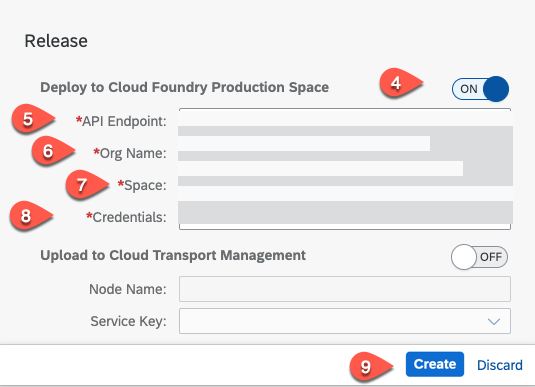 Release
Deploy to Cloud Foundry Production Space 4 ON
5 *API Endpoint:
6 *Org Name:
7 *Space:
8 *Credentials:
Upload to Cloud Transport Management OFF
Node Name:
Service Key:
9 Create Discard